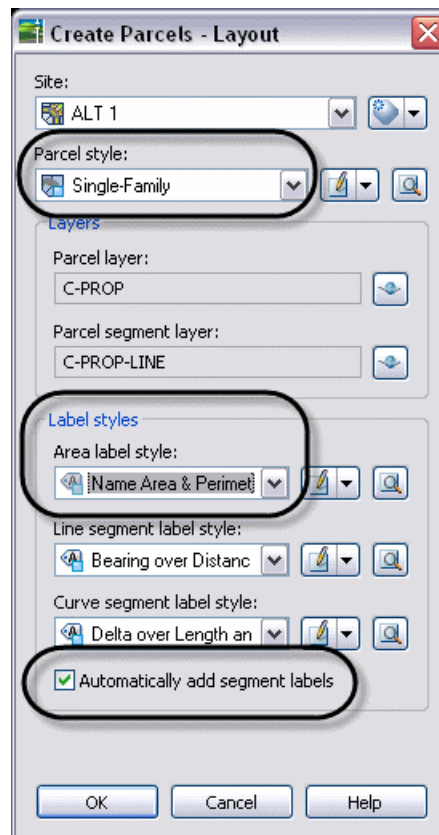 Create Parcels - Layout
Site:
ALT 1
Parcel style:
Single-Family
Layers
Parcel layer:
C-PROP
Parcel segment layer:
C-PROP-LINE
Label styles
Area label style:
Name Area & Perimet
Line segment label style:
Bearing over Distanc
Curve segment label style:
Delta over Length an
Automatically add segment labels
OK
Cancel
Help